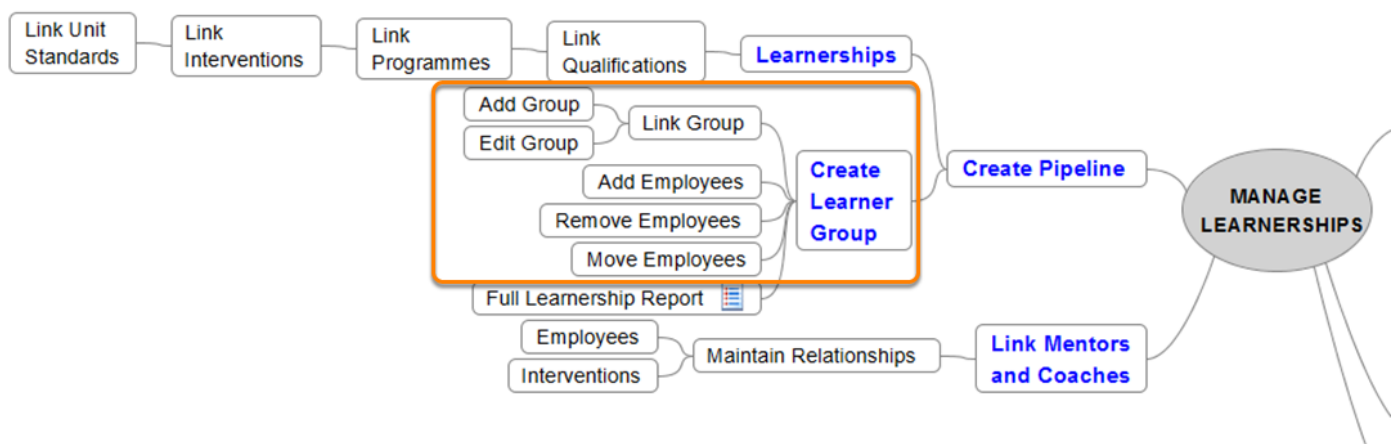 Link Unit
Standards
Link
Interventions
Link
Programmes
Link
Qualifications
Learnerships
Add Group
Edit Group
Link Group
Add Employees
Remove Employees
Move Employees
Create
Learner
Group
Full Learnership Report
Create Pipeline
MANAGE
LEARNERSHIPS
Employees
Interventions
Maintain Relationships
Link Mentors
and Coaches